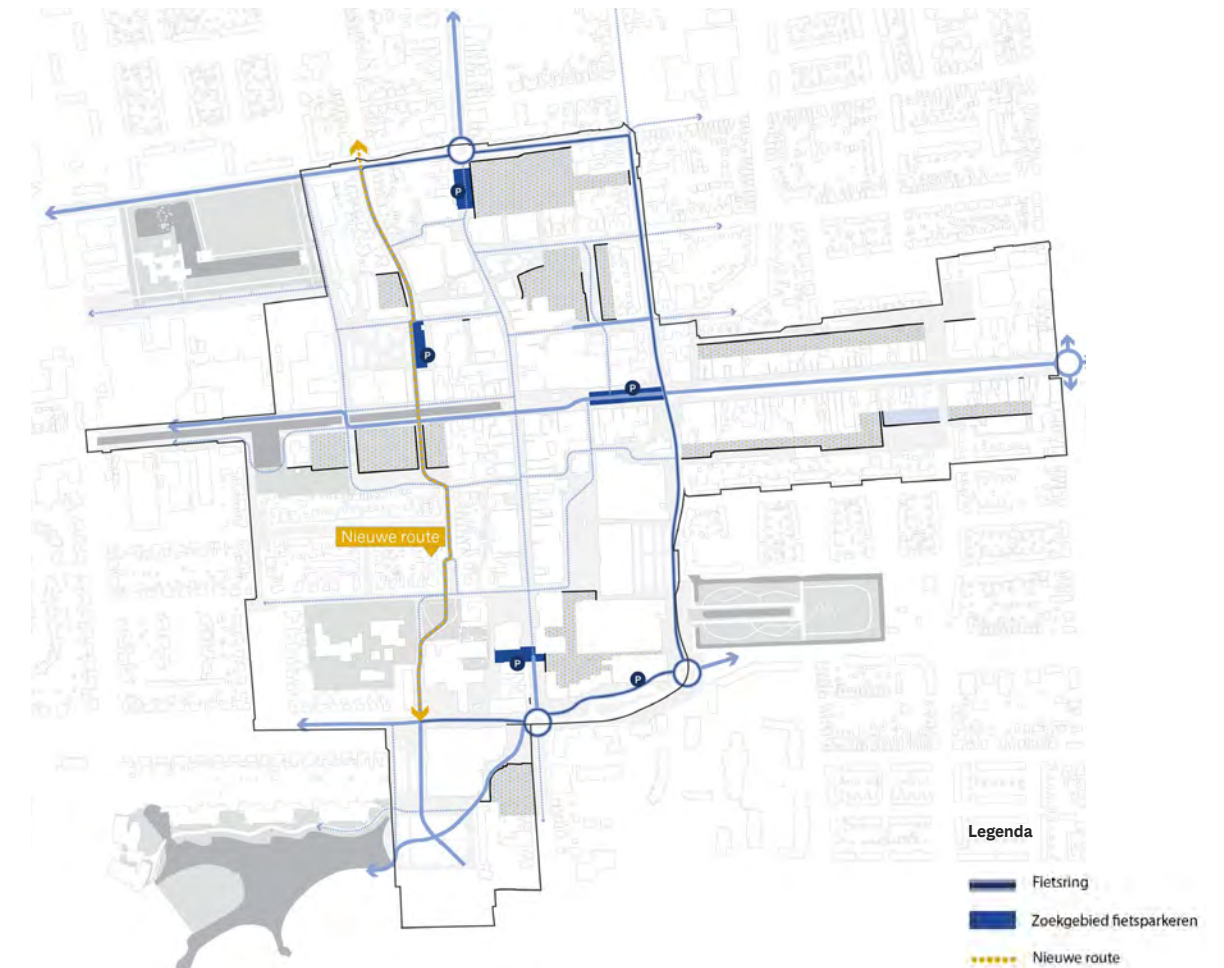 P
P
P
Nieuwe route
P
P
Legenda
Fietsring
Zoekgebied fietsparkeren
Nieuwe route